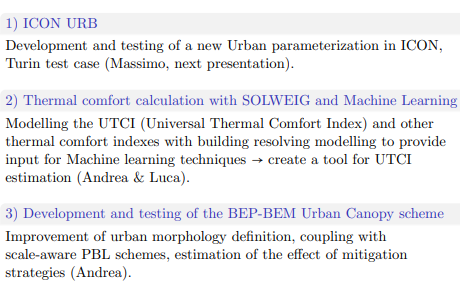 1) ICON URB
Development and testing of a new Urban parameterization in ICON,
Turin test case (Massimo, next presentation).
2) Thermal comfort calculation with SOLWEIG and Machine Learning
Modelling the UTCI (Universal Thermal Comfort Index) and other
thermal comfort indexes with building resolving modelling to provide
input for Machine learning techniques → create a tool for UTCI
estimation (Andrea & Luca).
3) Development and testing of the BEP-BEM Urban Canopy scheme
Improvement of urban morphology definition, coupling with
scale-aware PBL schemes, estimation of the effect of mitigation
strategies (Andrea).